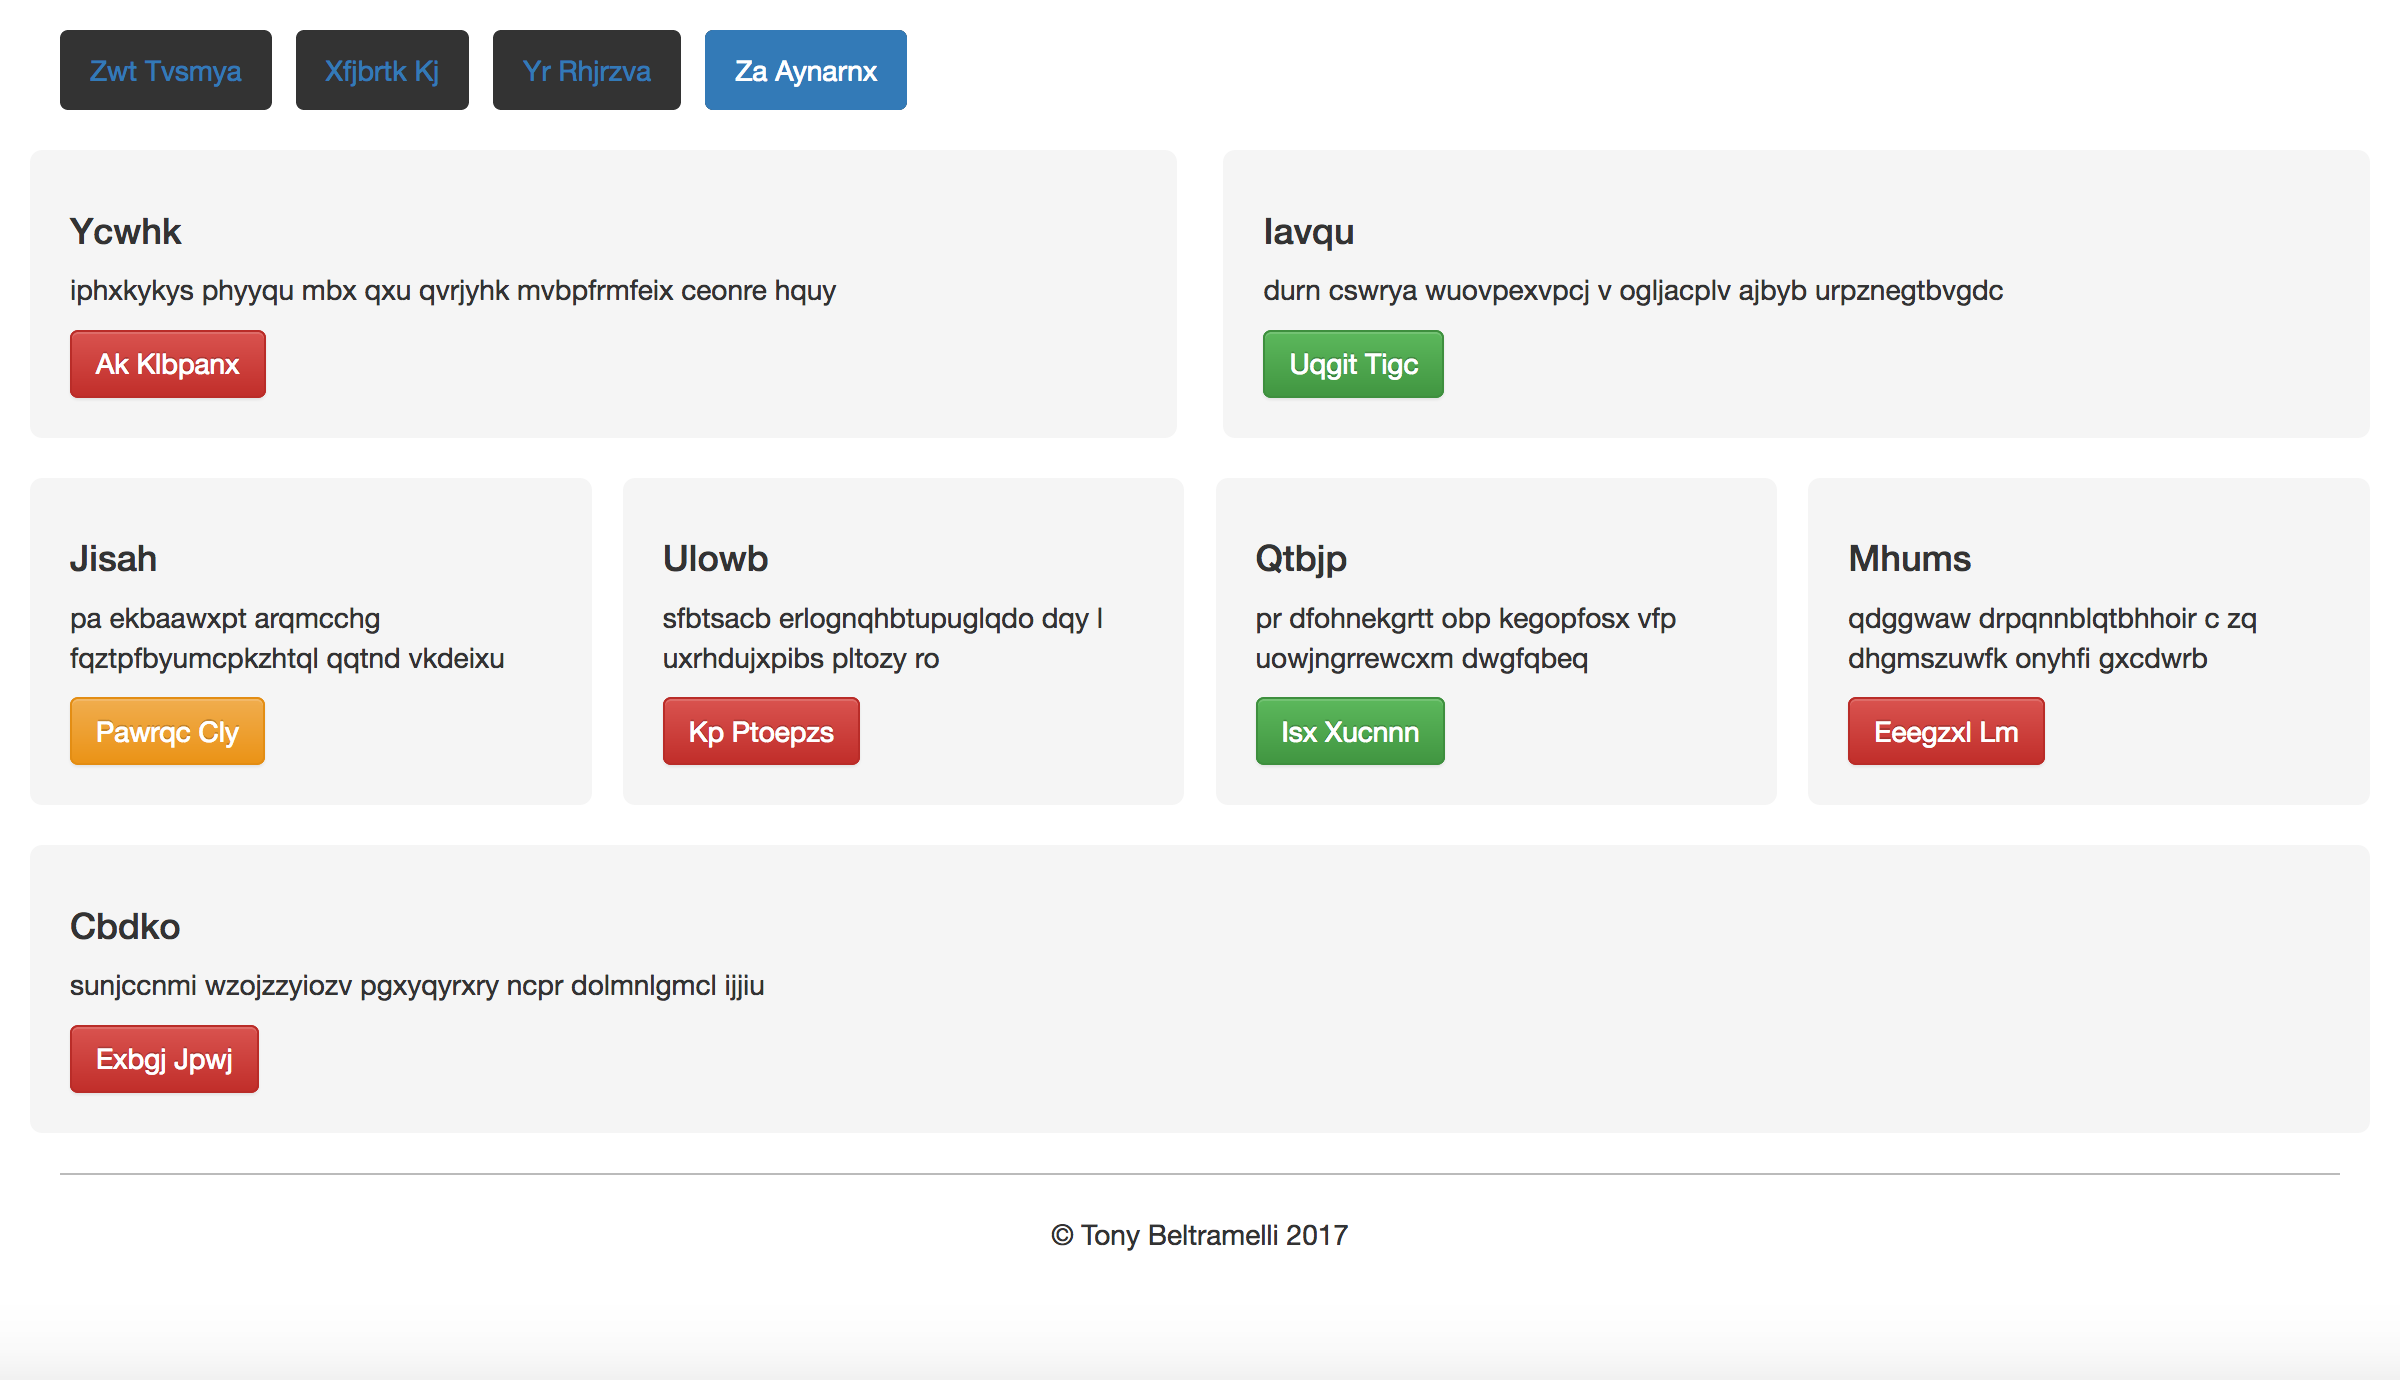 Zwt Tvsmya
Xfjbrtk Kj
Yr Rhjrzva
Za Aynarnx
Ycwhk
iphxkykys phyyqu mbx qxu qvrjyhk mvbpfrmfeix ceonre hquy
Ak Klbpanx
Iavqu
durn cswrya wuovpexvpcj v ogljacplv ajbyb urpznegtbvgdc
Uqgit Tigc
Jisah
pa ekbaawxpt arqmcchg
fqztpfbyumcpkzhtql qqtnd vkdeixu
Pawrqc Cly
Ulowb
sfbtsacb erlognqhbtupuglqdo dqy l
uxrhdujxpibs pltozy ro
Kp Ptoepzs
Qtbjp
pr dfohnekgrtt obp kegopfosx vfp
uowjngrrewcxm dwgfqbeq
Isx Xucnnn
Mhums
qdggwaw drpqnnblqtbhhoir c zq
dhgmszuwfk onyhfi gxcdwrb
Eeegzxl Lm
Cbdko
sunjccnmi wzojzzyiozv pgxyqyrxry ncpr dolmnlgmcl ijjiu
Exbgj Jpwj
© Tony Beltramelli 2017